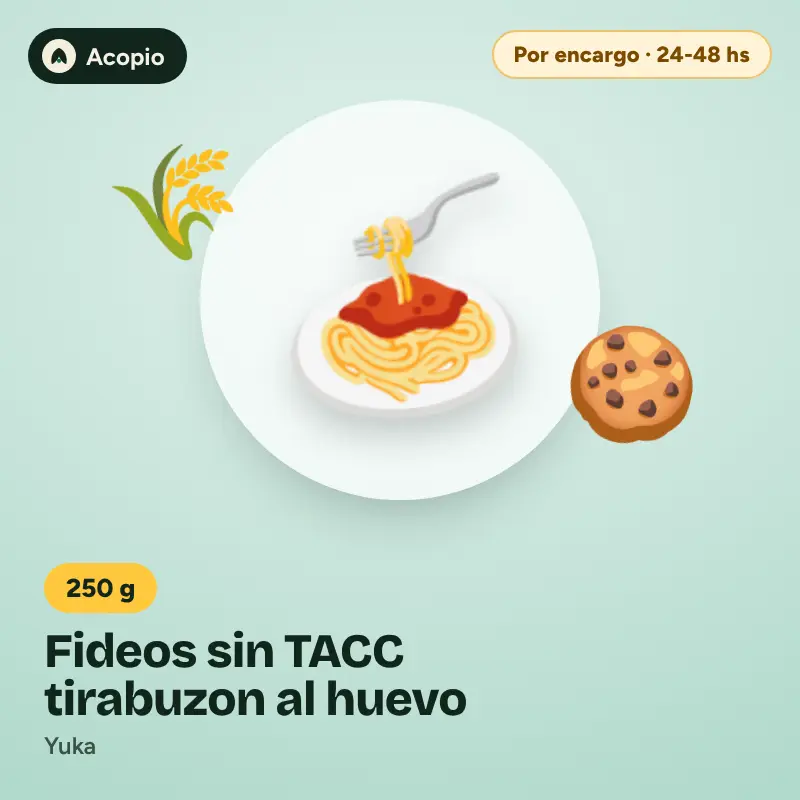 Acopio
Por encargo · 24-48 hs
250 g
Fideos sin TACC
tirabuzon al huevo
Yuka